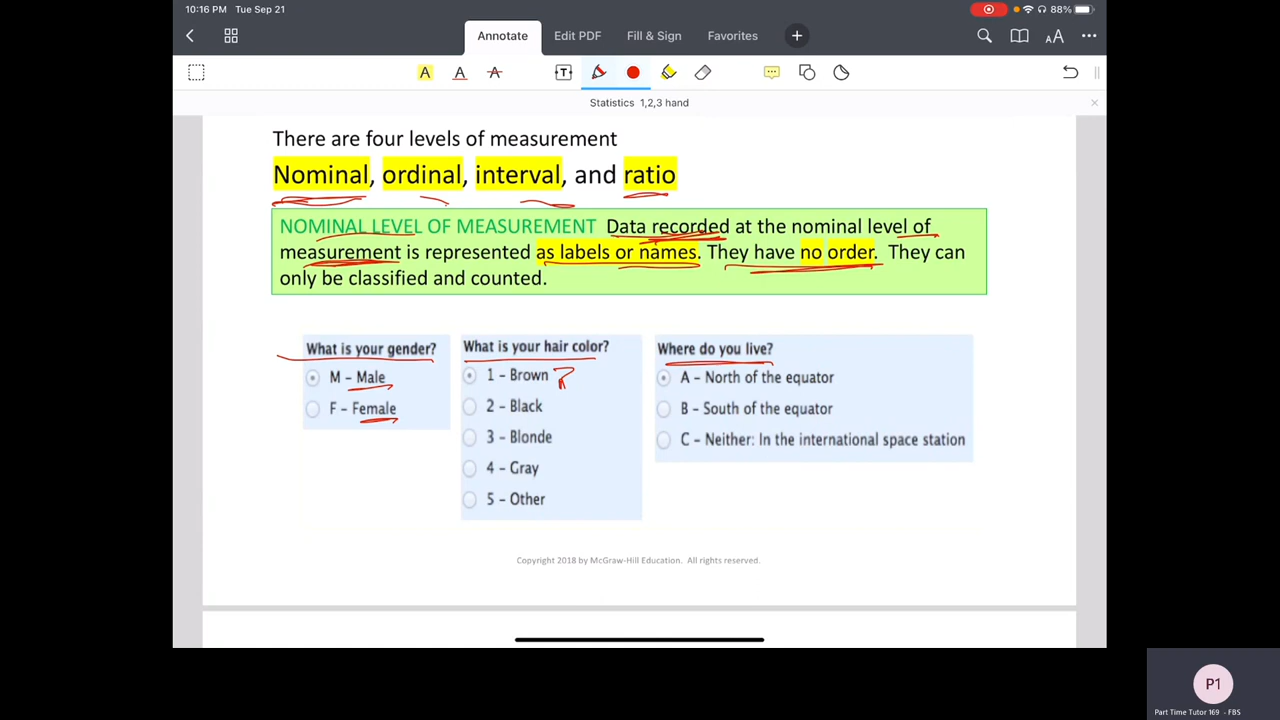 10:16 PM Tue Sep 21
88%
Annotate
Edit PDF
Fill & Sign
Favorites
Statistics 1,2,3 hand
There are four levels of measurement
Nominal, ordinal, interval, and ratio
NOMINAL LEVEL OF MEASUREMENT Data recorded at the nominal level of
measurement is represented as labels or names. They have no order. They can
only be classified and counted.
What is your gender?
M – Male
F – Female
What is your hair color?
1 – Brown
2 – Black
3 – Blonde
4 – Gray
5 – Other
Where do you live?
A – North of the equator
B – South of the equator
C – Neither: In the international space station
Copyright 2018 by McGraw-Hill Education. All rights reserved.
P1
Part Time Tutor 169 - FBS